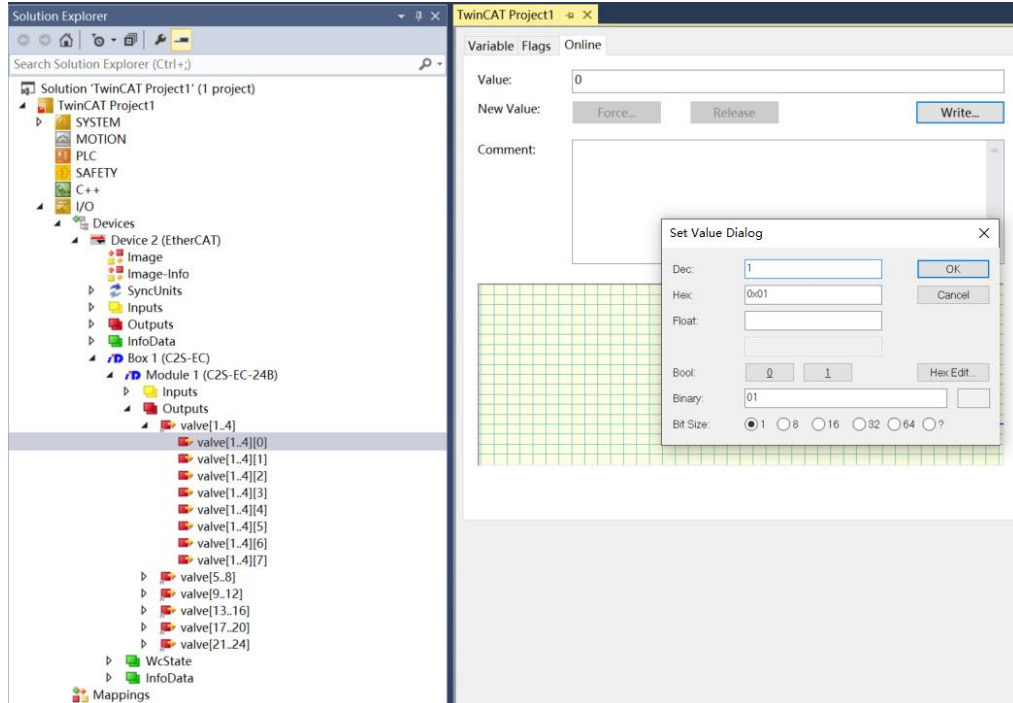 Solution Explorer
Search Solution Explorer (Ctrl+;)
Solution 'TwinCAT Project1' (1 project)
TwinCAT Project1
SYSTEM
MOTION
PLC
SAFETY
C++
I/O
Devices
Device 2 (EtherCAT)
Image
Image-Info
SyncUnits
Inputs
Outputs
InfoData
Box 1 (C2S-EC)
Module 1 (C2S-EC-24B)
Inputs
Outputs
valve[1..4]
valve[1..4][0]
valve[1..4][1]
valve[1..4][2]
valve[1..4][3]
valve[1..4][4]
valve[1..4][5]
valve[1..4][6]
valve[1..4][7]
valve[5..8]
valve[9..12]
valve[13..16]
valve[17..20]
valve[21..24]
WcState
InfoData
Mappings
TwinCAT Project1
Variable Flags Online
Value: 0
New Value: Force... Release Write...
Comment:
Set Value Dialog
Dec: 1 OK
Hex: 0x01 Cancel
Float:
Bool: 0 1 Hex Edit...
Binary: 01
Bit Size: 1 8 16 32 64 ?